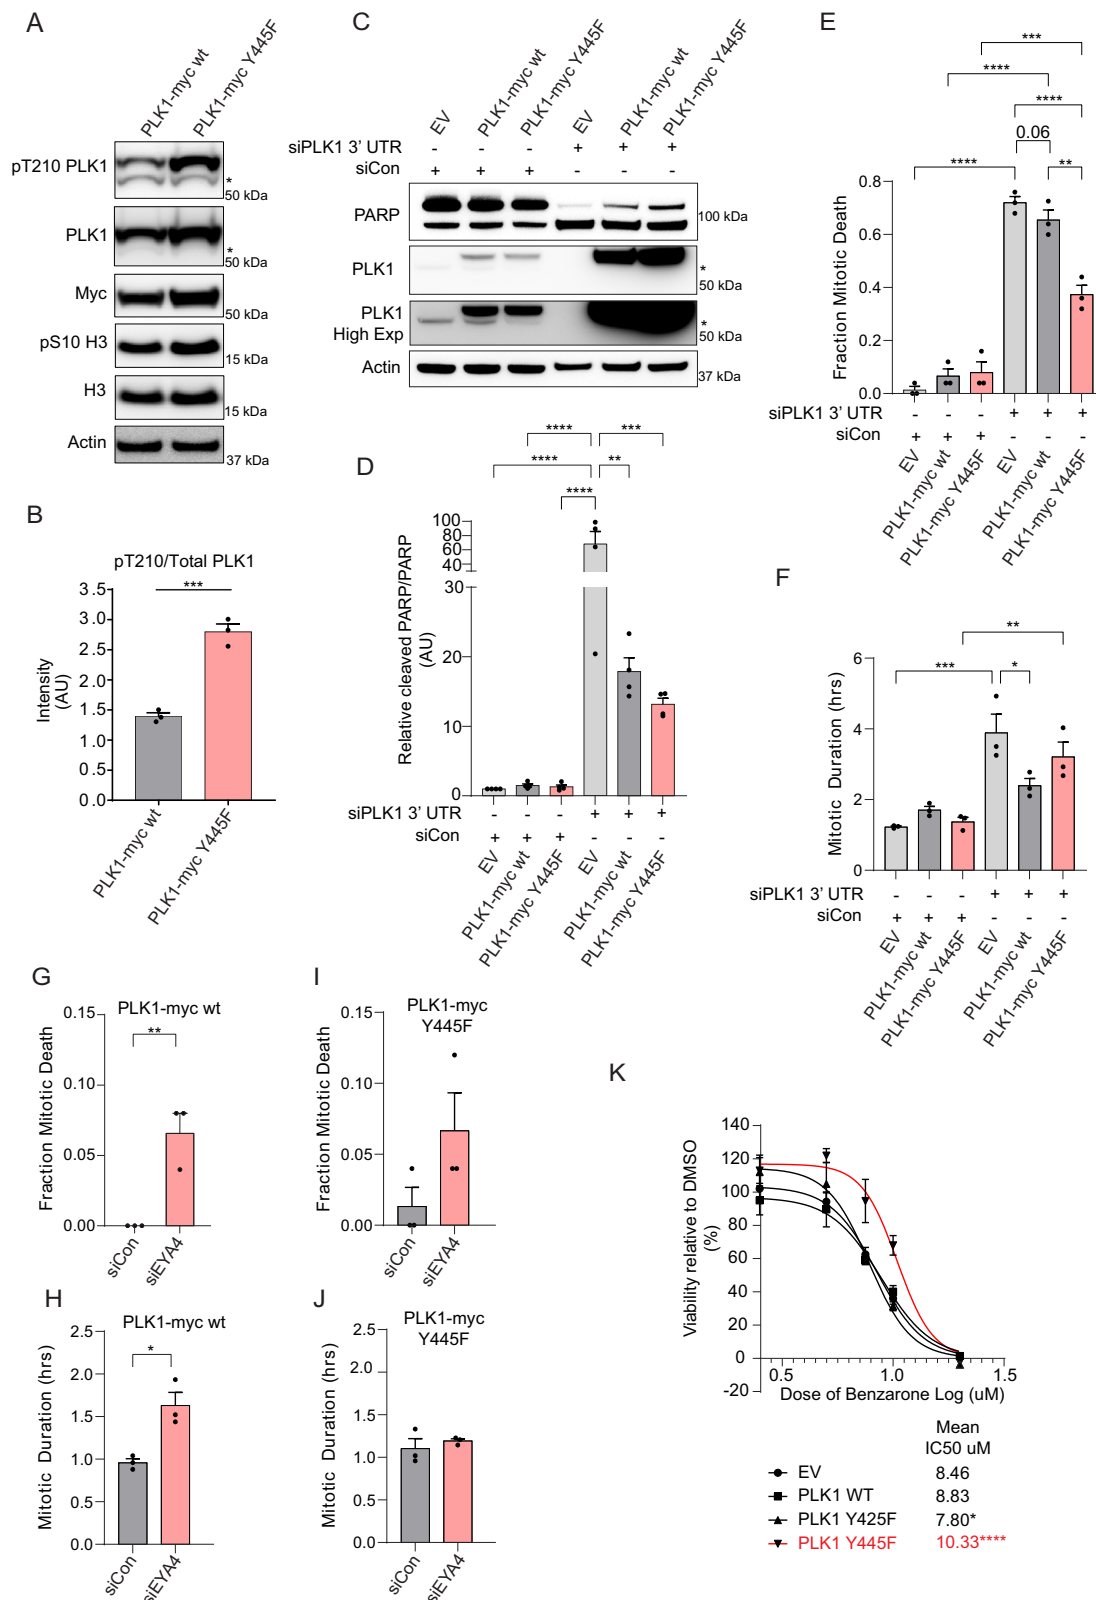 A
PLK1-myc wt
PLK1-myc Y445F
pT210 PLK1
*
50 kDa
PLK1
*
50 kDa
Myc
50 kDa
pS10 H3
15 kDa
H3
15 kDa
Actin
37 kDa
B
pT210/Total PLK1
***
3.5
3.0
2.5
2.0
1.5
1.0
0.5
0.0
Intensity
(AU)
PLK1-myc wt
PLK1-myc Y445F
C
EV
PLK1-myc wt
PLK1-myc Y445F
EV
PLK1-myc wt
PLK1-myc Y445F
siPLK1 3' UTR - - - + + +
siCon + + + - - -
PARP
100 kDa
PLK1
*
50 kDa
PLK1
High Exp
*
50 kDa
Actin
37 kDa
D
**** ***
**** **
****
100
80
60
40
30
20
10
0
Relative cleaved PARP/PARP
(AU)
siPLK1 3' UTR - - - + + +
siCon + + + - - -
EV
PLK1-myc wt
PLK1-myc Y445F
EV
PLK1-myc wt
PLK1-myc Y445F
E
***
****
****
0.06
**** **
0.8
0.6
0.4
0.2
0.0
Fraction Mitotic Death
siPLK1 3' UTR - - - + + +
siCon + + + - - -
EV
PLK1-myc wt
PLK1-myc Y445F
EV
PLK1-myc wt
PLK1-myc Y445F
F
**
*** *
6
4
2
0
Mitotic Duration (hrs)
siPLK1 3' UTR - - - + + +
siCon + + + - - -
EV
PLK1-myc wt
PLK1-myc Y445F
EV
PLK1-myc wt
PLK1-myc Y445F
G
PLK1-myc wt
**
0.15
0.10
0.05
0.00
Fraction Mitotic Death
siCon
siEYA4
H
PLK1-myc wt
*
2.5
2.0
1.5
1.0
0.5
0.0
Mitotic Duration (hrs)
siCon
siEYA4
I
PLK1-myc
Y445F
0.15
0.10
0.05
0.00
Fraction Mitotic Death
siCon
siEYA4
J
PLK1-myc
Y445F
2.5
2.0
1.5
1.0
0.5
0.0
Mitotic Duration (hrs)
siCon
siEYA4
K
140
120
100
80
60
40
20
0
-20
Viability relative to DMSO
(%)
0.5 1.0 1.5
Dose of Benzarone Log (uM)
Mean
IC50 uM
EV 8.46
PLK1 WT 8.83
PLK1 Y425F 7.80*
PLK1 Y445F 10.33****